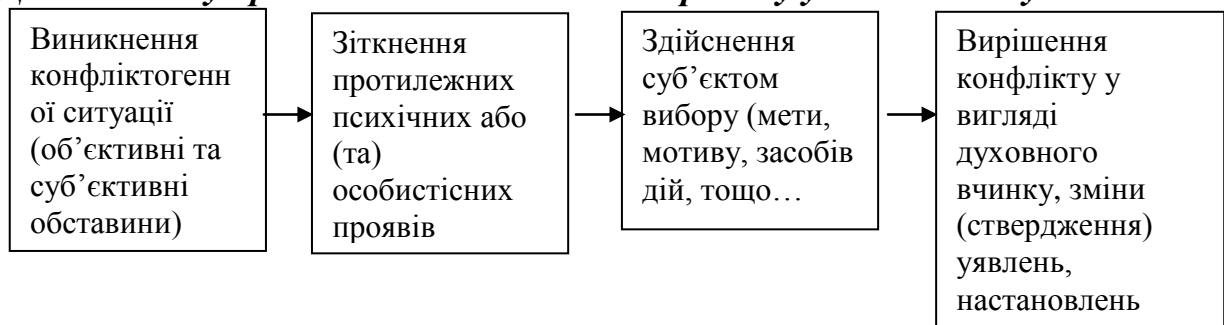 Виникнення
конфліктогенн
ої ситуації
(об’єктивні та
суб’єктивні
обставини)
Зіткнення
протилежних
психічних або
(та)
особистісних
проявів
Здійснення
суб’єктом
вибору (мети,
мотиву, засобів
дій, тощо…
Вирішення
конфлікту у
вигляді
духовного
вчинку, зміни
(ствердження)
уявлень,
настановлень